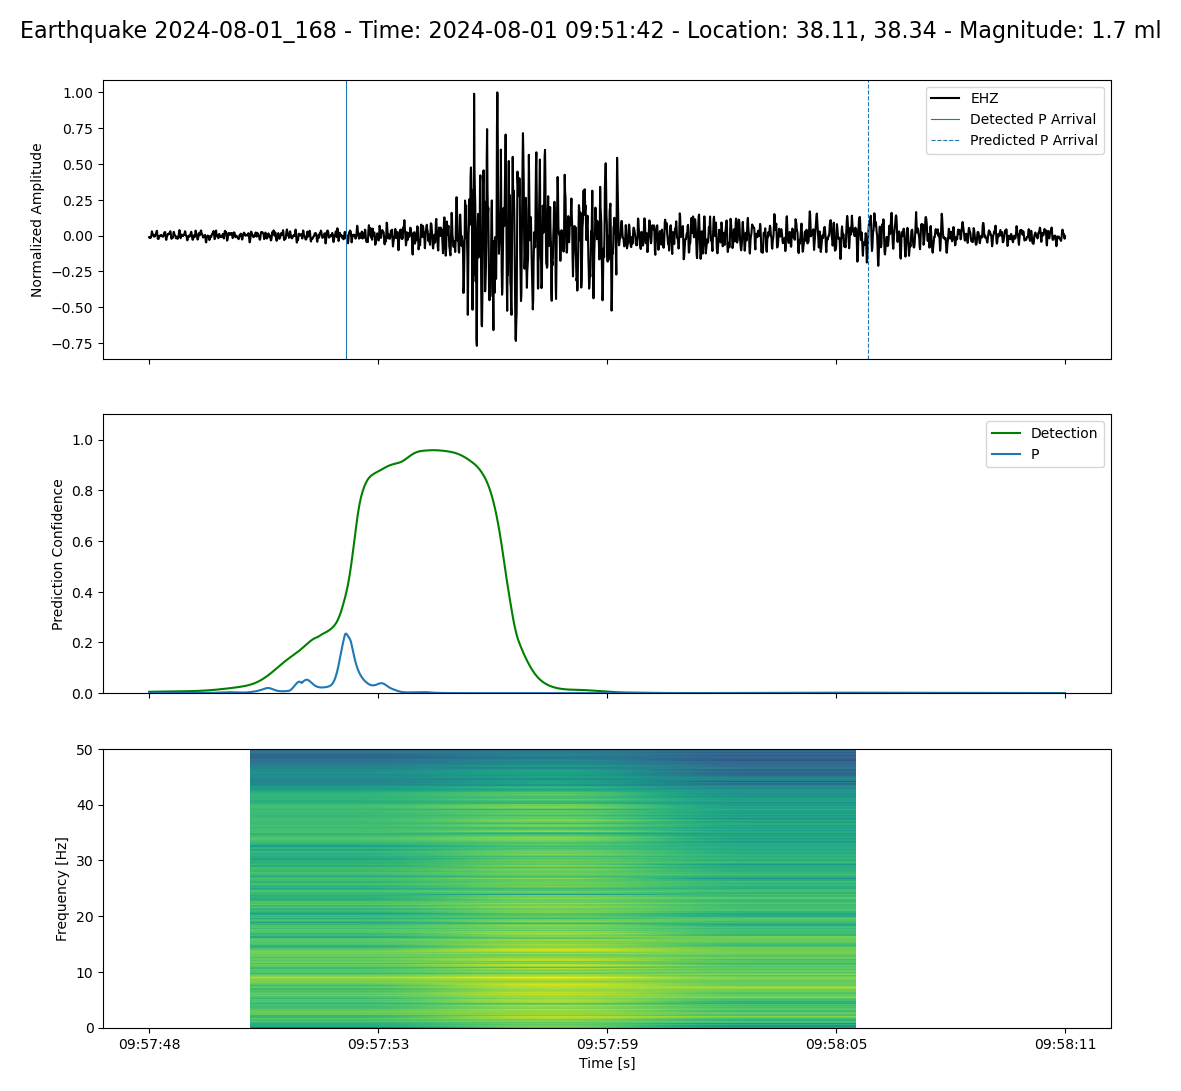 Earthquake 2024-08-01_168 - Time: 2024-08-01 09:51:42 - Location: 38.11, 38.34 - Magnitude: 1.7 ml
Normalized Amplitude
1.00
0.75
0.50
0.25
0.00
−0.25
−0.50
−0.75
EHZ
Detected P Arrival
Predicted P Arrival
Prediction Confidence
1.0
0.8
0.6
0.4
0.2
0.0
Detection
P
Frequency [Hz]
50
40
30
20
10
0
09:57:48 09:57:53 09:57:59 09:58:05 09:58:11
Time [s]